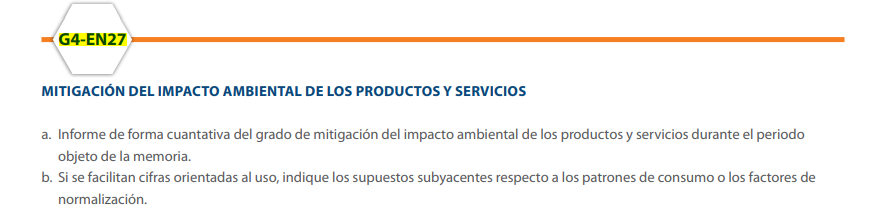 G4-EN27
MITIGACIÓN DEL IMPACTO AMBIENTAL DE LOS PRODUCTOS Y SERVICIOS
a. Informe de forma cuantativa del grado de mitigación del impacto ambiental de los productos y servicios durante el periodo
objeto de la memoria.
b. Si se facilitan cifras orientadas al uso, indique los supuestos subyacentes respecto a los patrones de consumo o los factores de
normalización.